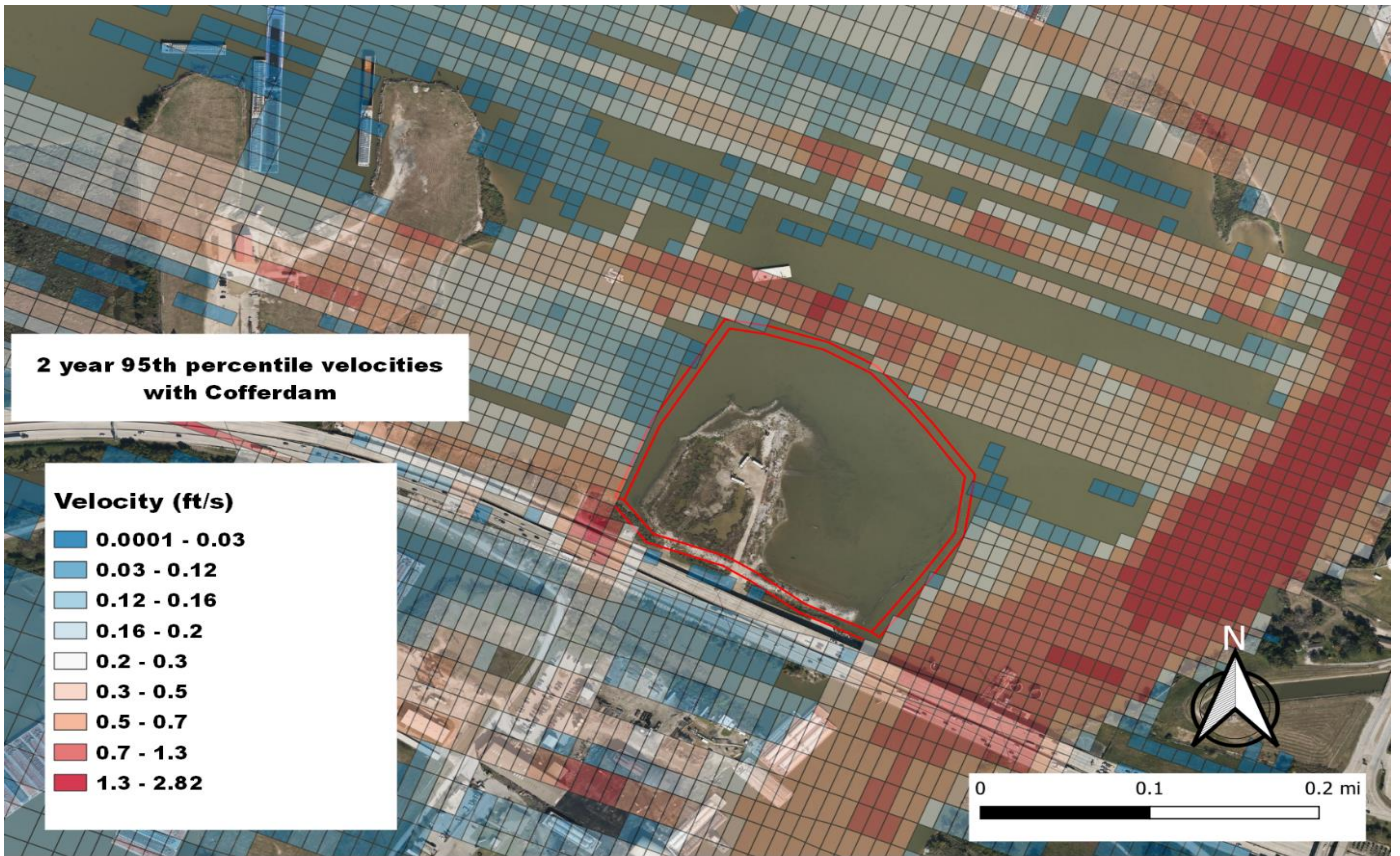 2 year 95th percentile velocities
with Cofferdam
Velocity (ft/s)
0.0001 - 0.03
0.03 - 0.12
0.12 - 0.16
0.16 - 0.2
0.2 - 0.3
0.3 - 0.5
0.5 - 0.7
0.7 - 1.3
1.3 - 2.82
N
0 0.1 0.2 mi